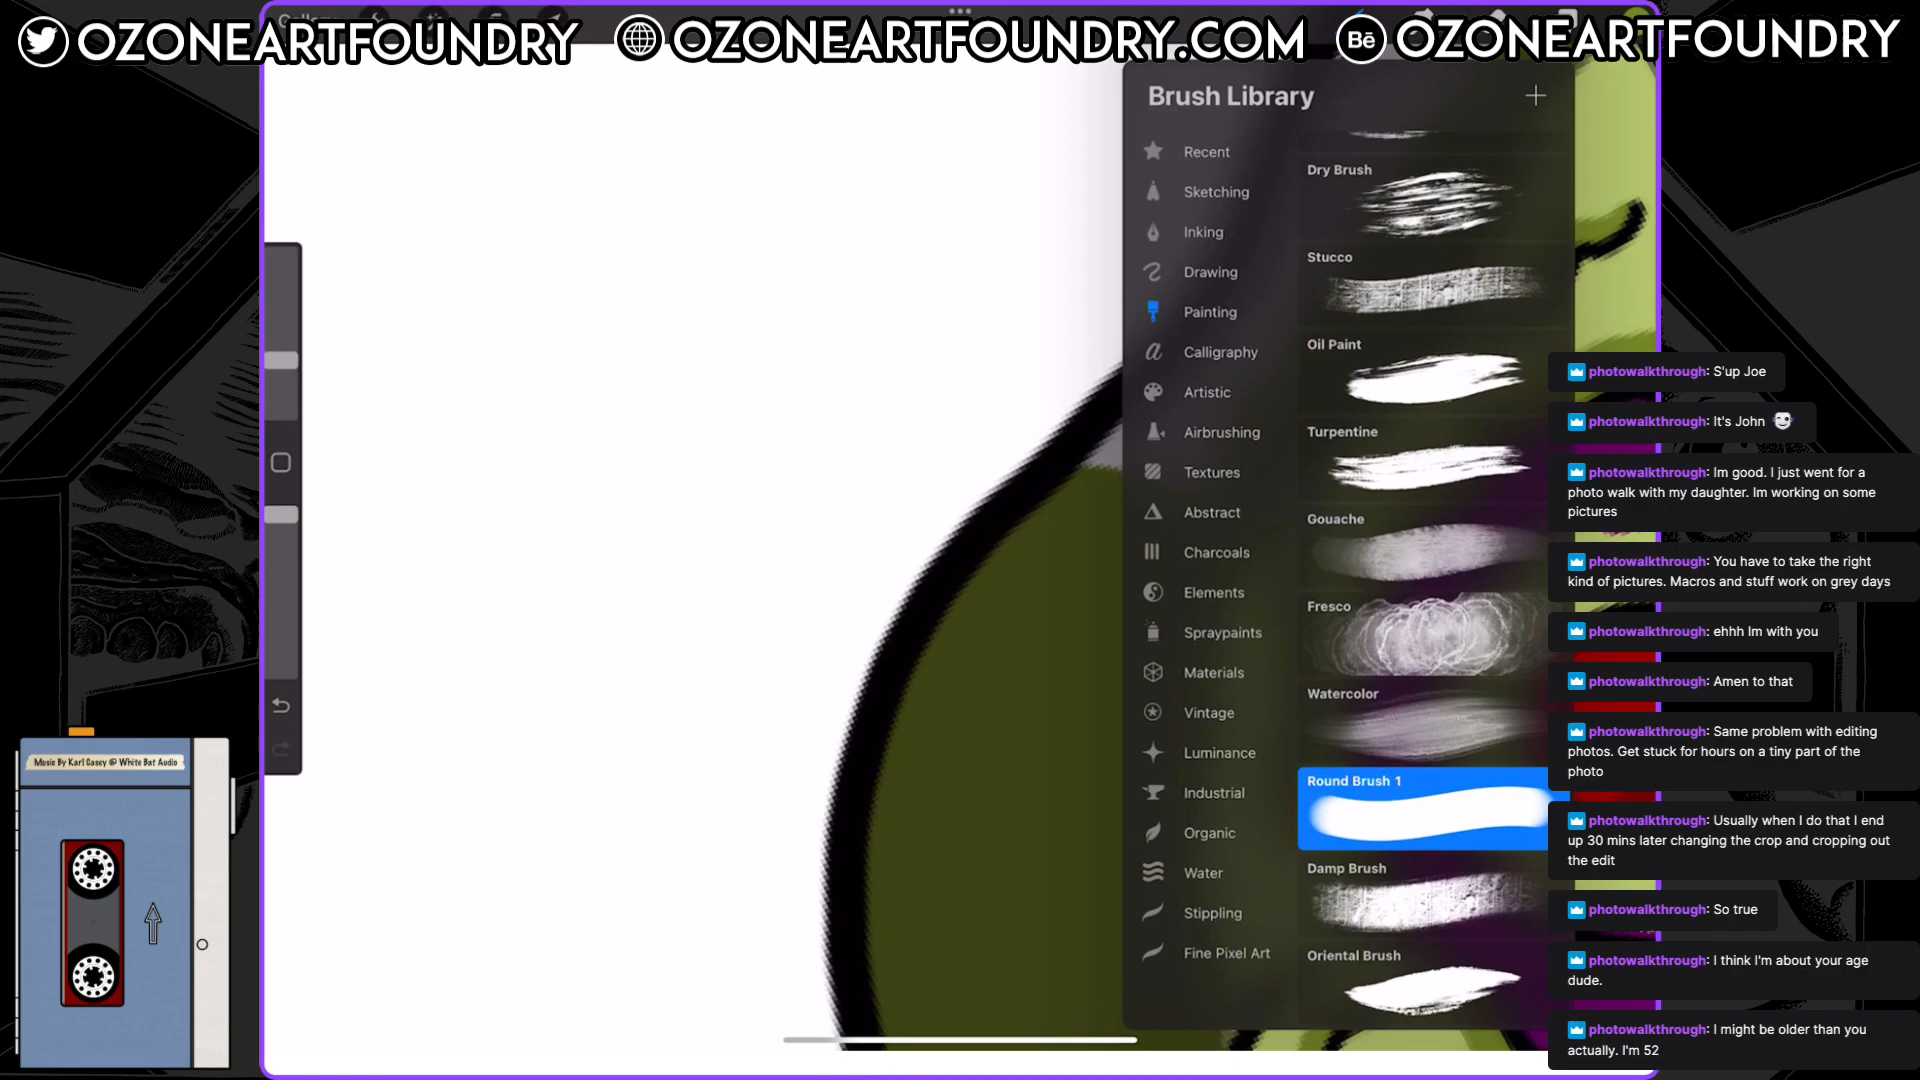 OZONEARTFOUNDRY
OZONEARTFOUNDRY.COM
Bē OZONEARTFOUNDRY
Brush Library
Recent
Sketching
Inking
Drawing
Painting
Calligraphy
Artistic
Airbrushing
Textures
Abstract
Charcoals
Elements
Spraypaints
Materials
Vintage
Luminance
Industrial
Organic
Water
Stippling
Fine Pixel Art
Dry Brush
Stucco
Oil Paint
Turpentine
Gouache
Fresco
Watercolor
Round Brush 1
Damp Brush
Oriental Brush
photowalkthrough: S'up Joe
photowalkthrough: It's John
photowalkthrough: Im good. I just went for a
photo walk with my daughter. Im working on some
pictures
photowalkthrough: You have to take the right
kind of pictures. Macros and stuff work on grey days
photowalkthrough: ehhh Im with you
photowalkthrough: Amen to that
photowalkthrough: Same problem with editing
photos. Get stuck for hours on a tiny part of the
photo
photowalkthrough: Usually when I do that I end
up 30 mins later changing the crop and cropping out
the edit
photowalkthrough: So true
photowalkthrough: I think I'm about your age
dude.
photowalkthrough: I might be older than you
actually. I'm 52
Music By Karl Casey @ White Bat Audio